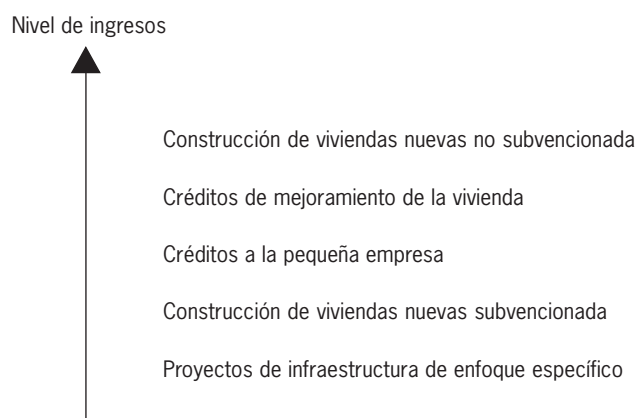 Nivel de ingresos
Construcción de viviendas nuevas no subvencionada
Créditos de mejoramiento de la vivienda
Créditos a la pequeña empresa
Construcción de viviendas nuevas subvencionada
Proyectos de infraestructura de enfoque específico